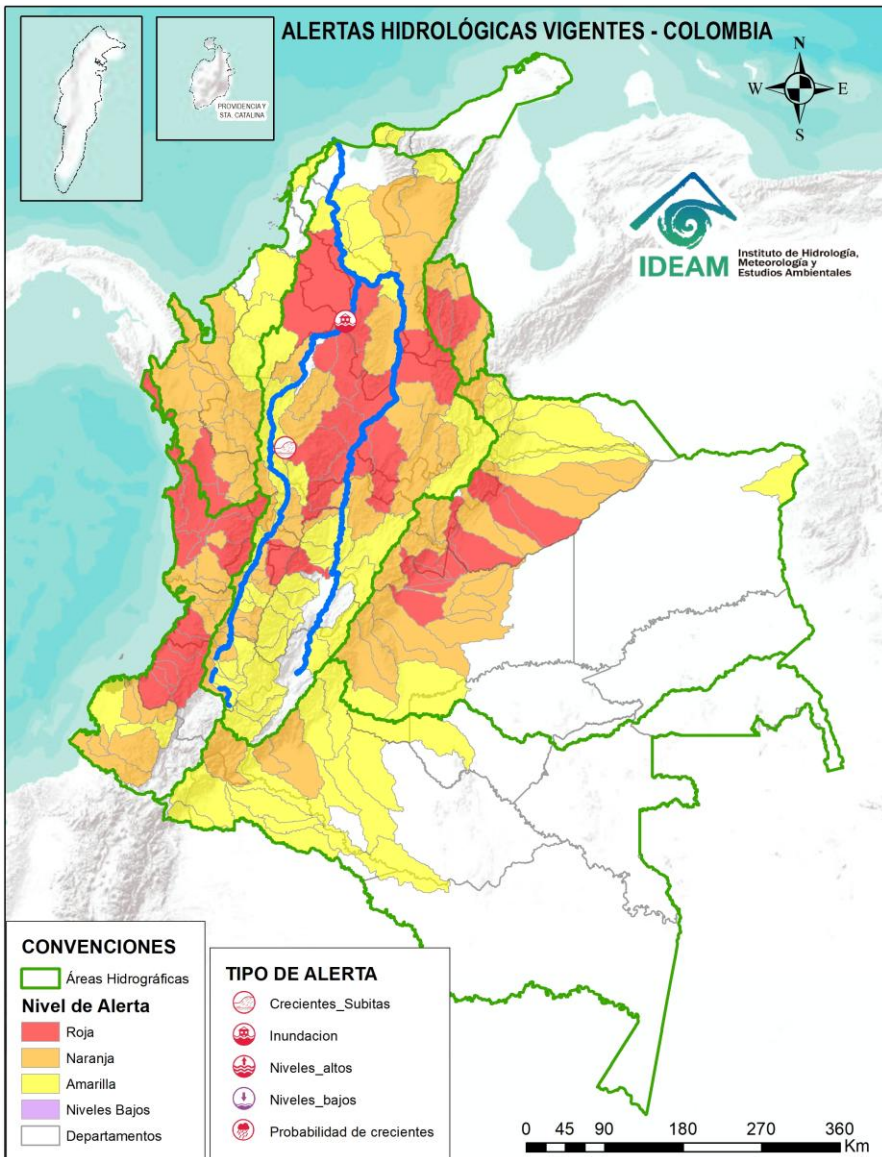 ALERTAS HIDROLÓGICAS VIGENTES - COLOMBIA
PROVIDENCIA Y
STA. CATALINA
N
W
E
S
IDEAM
Instituto de Hidrología,
Meteorología y
Estudios Ambientales
CONVENCIONES
Áreas Hidrográficas
Nivel de Alerta
Roja
Naranja
Amarilla
Niveles Bajos
Departamentos
TIPO DE ALERTA
Crecientes_Subitas
Inundacion
Niveles_altos
Niveles_bajos
Probabilidad de crecientes
0 45 90 180 270 360
Km